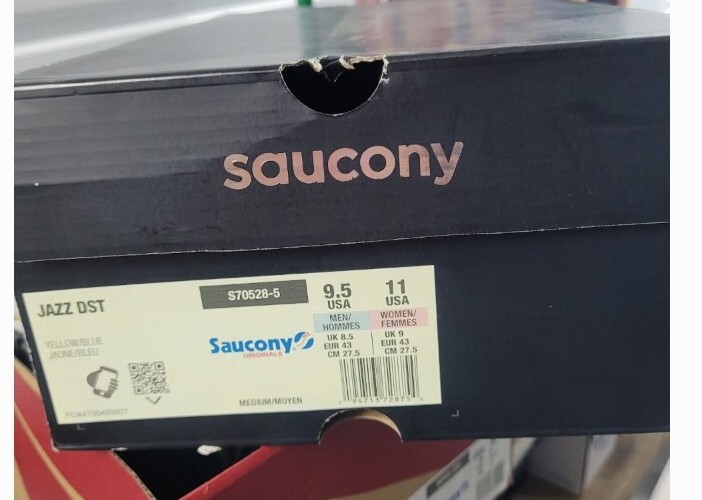 saucony
JAZZ DST
S70528-5
YELLOW/BLUE
JAUNE/BLEU
Saucony
ORIGINALS
MEDIUM/MOYEN
9.5
USA
MEN/
HOMMES
UK 8.5
EUR 43
CM 27.5
11
USA
WOMEN/
FEMMES
UK 9
EUR 43
CM 27.5
Saucony